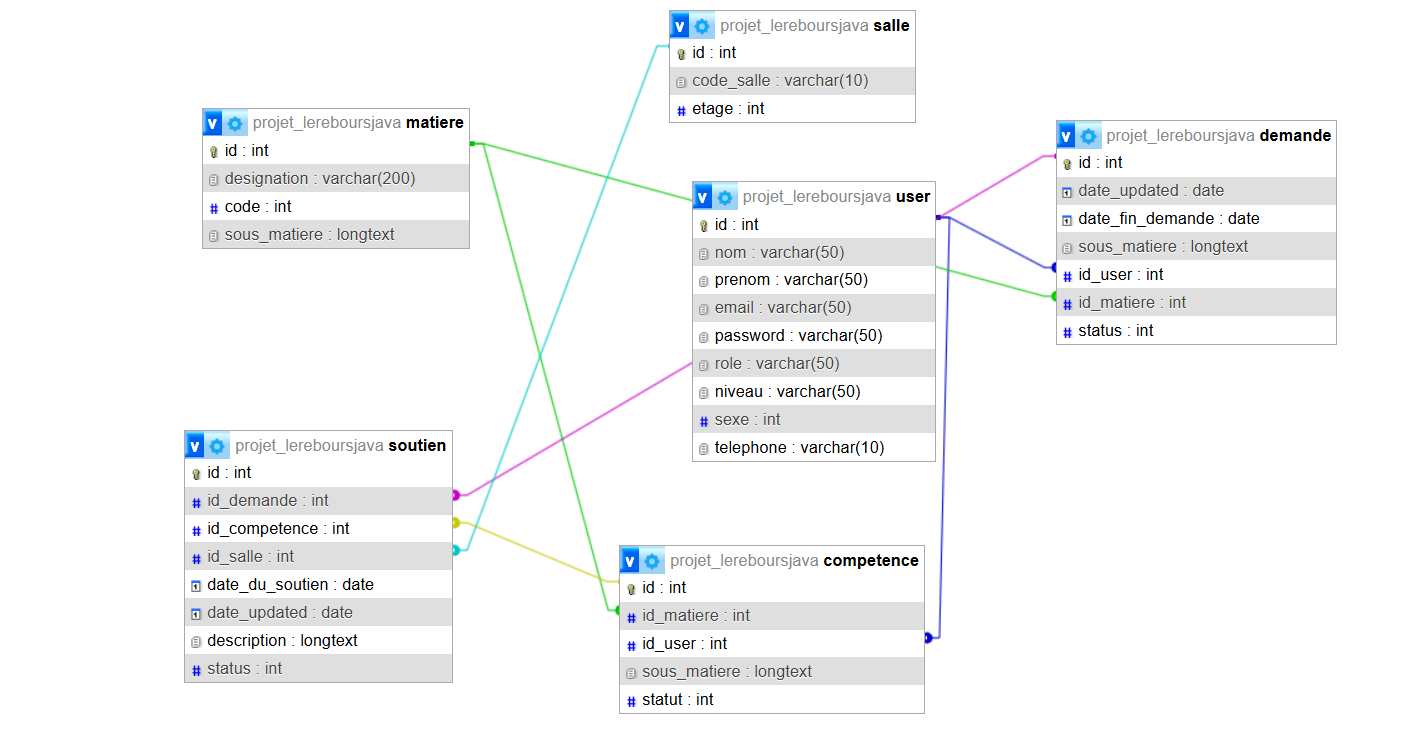 projet_lereboursjava salle
id : int
code_salle : varchar(10)
etage : int
projet_lereboursjava matiere
id : int
designation : varchar(200)
code : int
sous_matiere : longtext
projet_lereboursjava demande
id : int
date_updated : date
date_fin_demande : date
sous_matiere : longtext
id_user : int
id_matiere : int
status : int
projet_lereboursjava user
id : int
nom : varchar(50)
prenom : varchar(50)
email : varchar(50)
password : varchar(50)
role : varchar(50)
niveau : varchar(50)
sexe : int
telephone : varchar(10)
projet_lereboursjava soutien
id : int
id_demande : int
id_competence : int
id_salle : int
date_du_soutien : date
date_updated : date
description : longtext
status : int
projet_lereboursjava competence
id : int
id_matiere : int
id_user : int
sous_matiere : longtext
statut : int